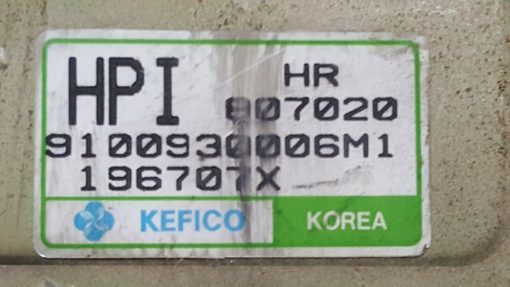 HPI HR
807020
9100930006M1
196707X
KEFICO KOREA